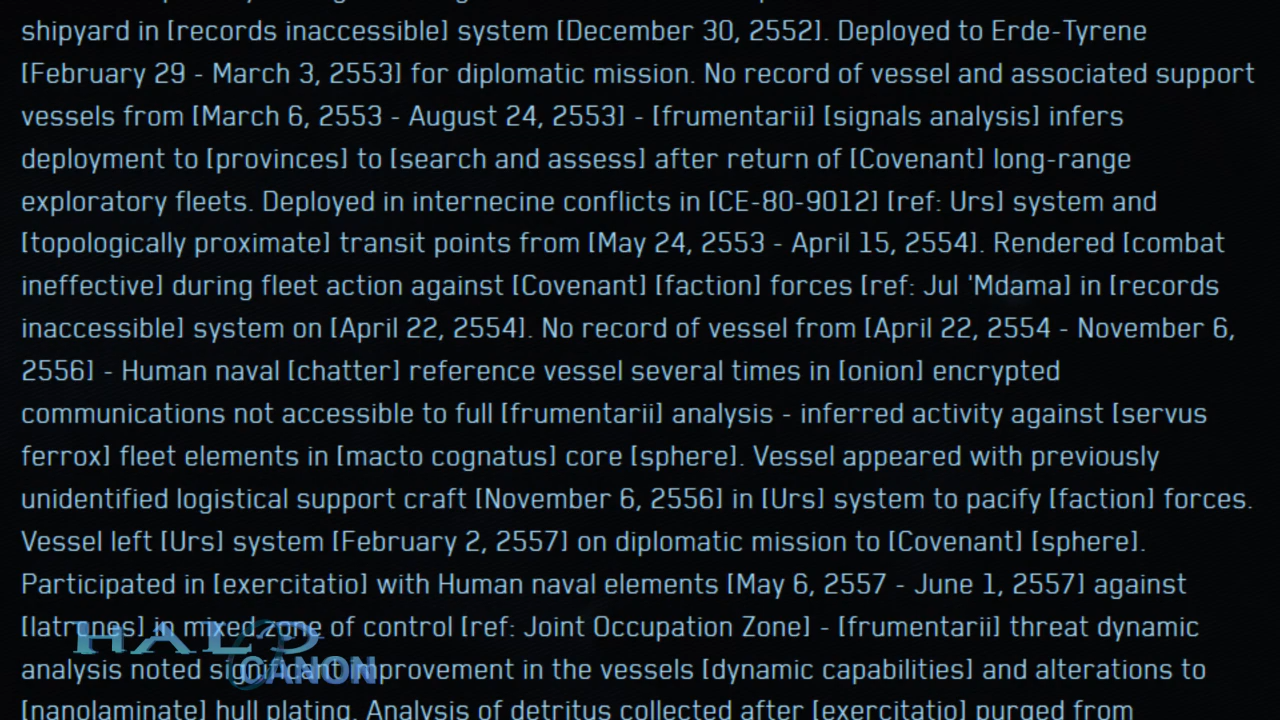 shipyard in [records inaccessible] system [December 30, 2552]. Deployed to Erde-Tyrene
[February 29 - March 3, 2553] for diplomatic mission. No record of vessel and associated support
vessels from [March 6, 2553 - August 24, 2553] - [frumentarii] [signals analysis] infers
deployment to [provinces] to [search and assess] after return of [Covenant] long-range
exploratory fleets. Deployed in internecine conflicts in [CE-80-9012] [ref: Urs] system and
[topologically proximate] transit points from [May 24, 2553 - April 15, 2554]. Rendered [combat
ineffective] during fleet action against [Covenant] [faction] forces [ref: Jul 'Mdama] in [records
inaccessible] system on [April 22, 2554]. No record of vessel from [April 22, 2554 - November 6,
2556] - Human naval [chatter] reference vessel several times in [onion] encrypted
communications not accessible to full [frumentarii] analysis - inferred activity against [servus
ferrox] fleet elements in [macto cognatus] core [sphere]. Vessel appeared with previously
unidentified logistical support craft [November 6, 2556] in [Urs] system to pacify [faction] forces.
Vessel left [Urs] system [February 2, 2557] on diplomatic mission to [Covenant] [sphere].
Participated in [exercitatio] with Human naval elements [May 6, 2557 - June 1, 2557] against
[latrunes] in mixed zone of control [ref: Joint Occupation Zone] - [frumentarii] threat dynamic
analysis noted significant improvement in the vessels [dynamic capabilities] and alterations to
[nanolaminate] hull plating. Analysis of detritus collected after [exercitatio] purged from
HALO
CANON